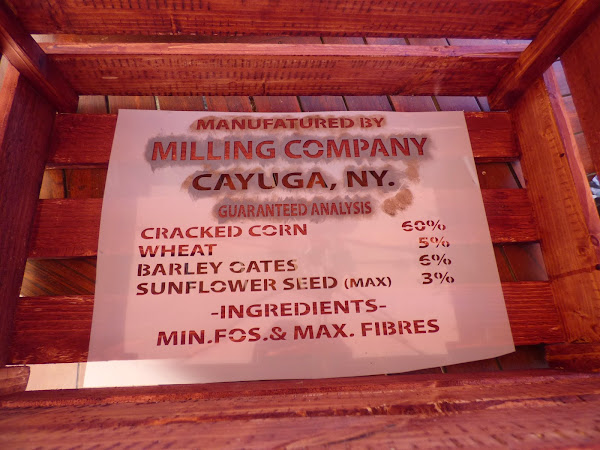 MANUFATURED BY
MILLING COMPANY
CAYUGA, NY.
GUARANTEED ANALYSIS
CRACKED CORN 60%
WHEAT 5%
BARLEY OATES 6%
SUNFLOWER SEED (MAX) 3%
-INGREDIENTS-
MIN.FOS.& MAX. FIBRES